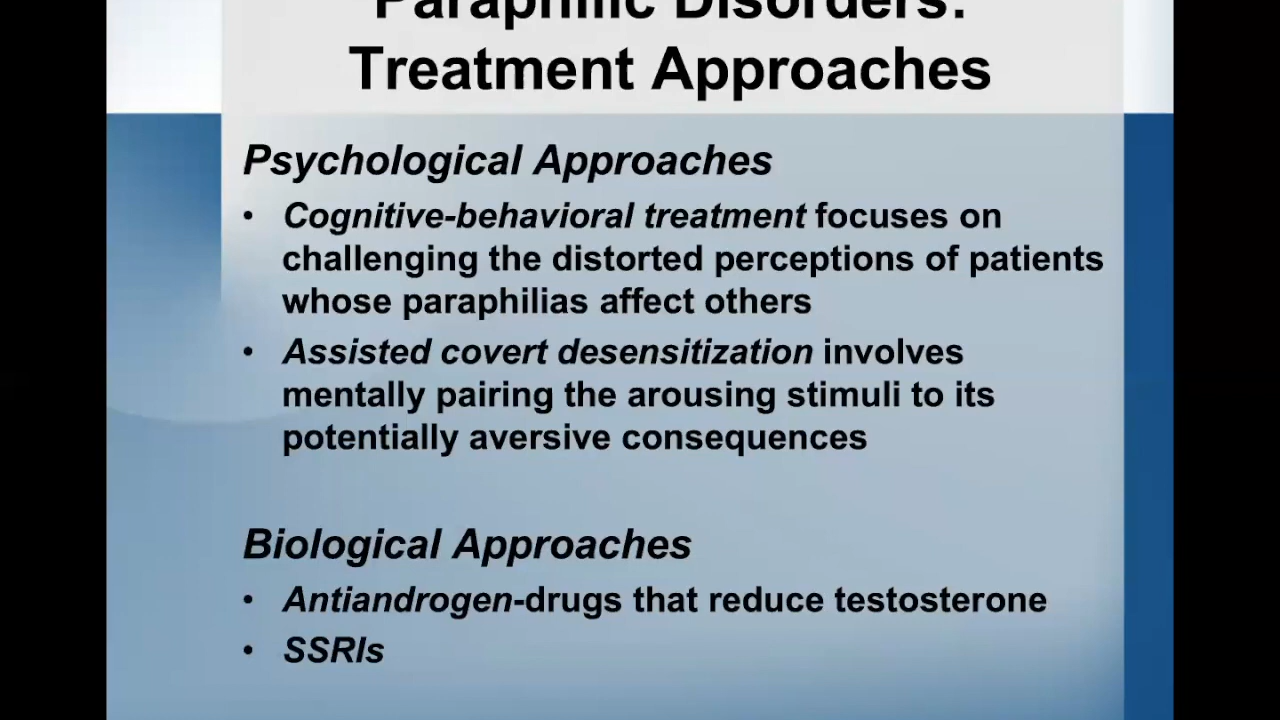 Paraphilic Disorders:
Treatment Approaches
Psychological Approaches
• Cognitive-behavioral treatment focuses on
challenging the distorted perceptions of patients
whose paraphilias affect others
• Assisted covert desensitization involves
mentally pairing the arousing stimuli to its
potentially aversive consequences
Biological Approaches
• Antiandrogen-drugs that reduce testosterone
• SSRIs